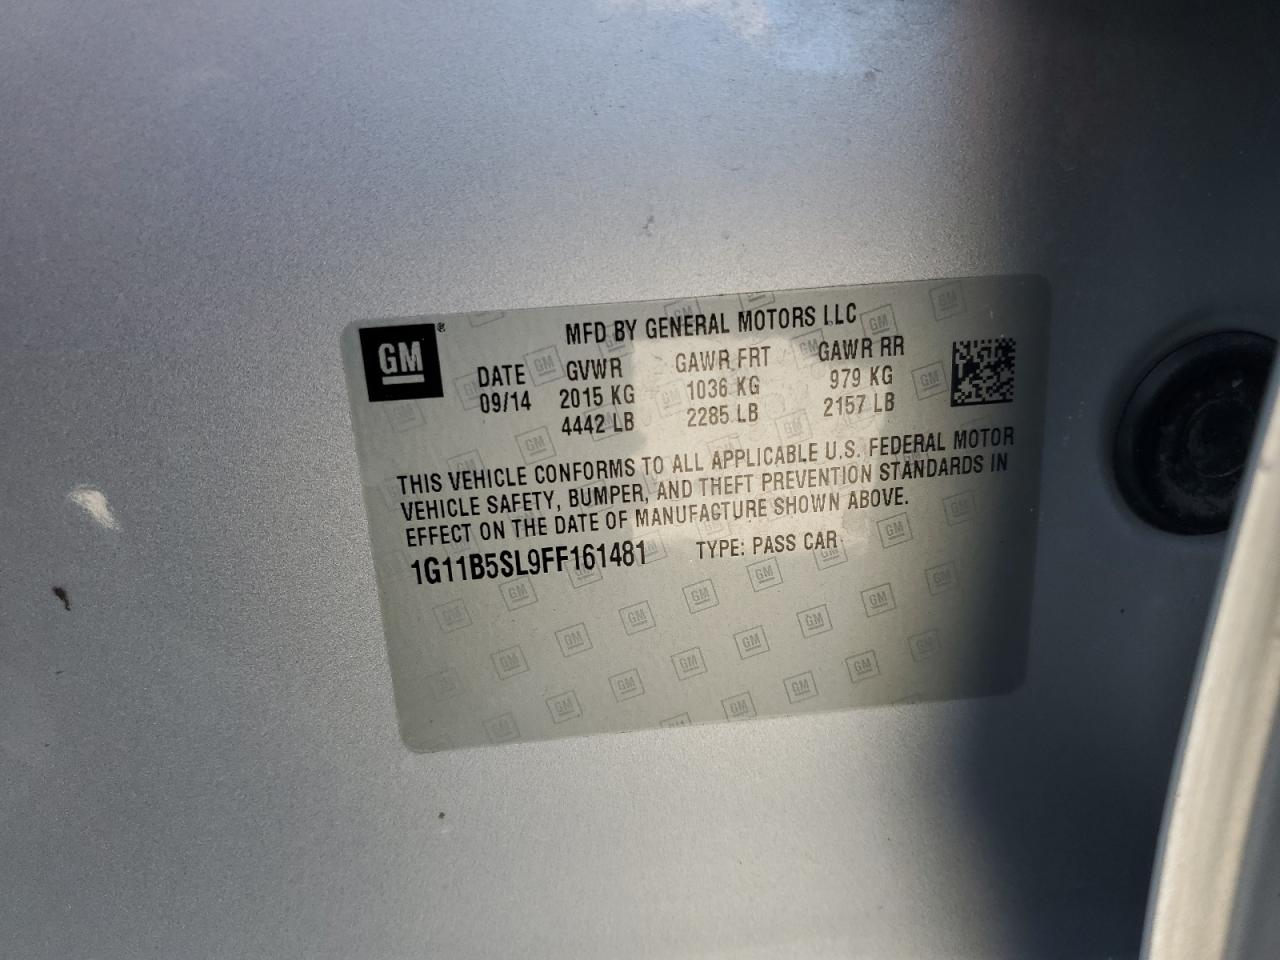 GM®
MFD BY GENERAL MOTORS LLC
DATE GVWR GAWR FRT GAWR RR
09/14 2015 KG 1036 KG 979 KG
4442 LB 2285 LB 2157 LB
THIS VEHICLE CONFORMS TO ALL APPLICABLE U.S. FEDERAL MOTOR
VEHICLE SAFETY, BUMPER, AND THEFT PREVENTION STANDARDS IN
EFFECT ON THE DATE OF MANUFACTURE SHOWN ABOVE.
1G11B5SL9FF161481 TYPE: PASS CAR